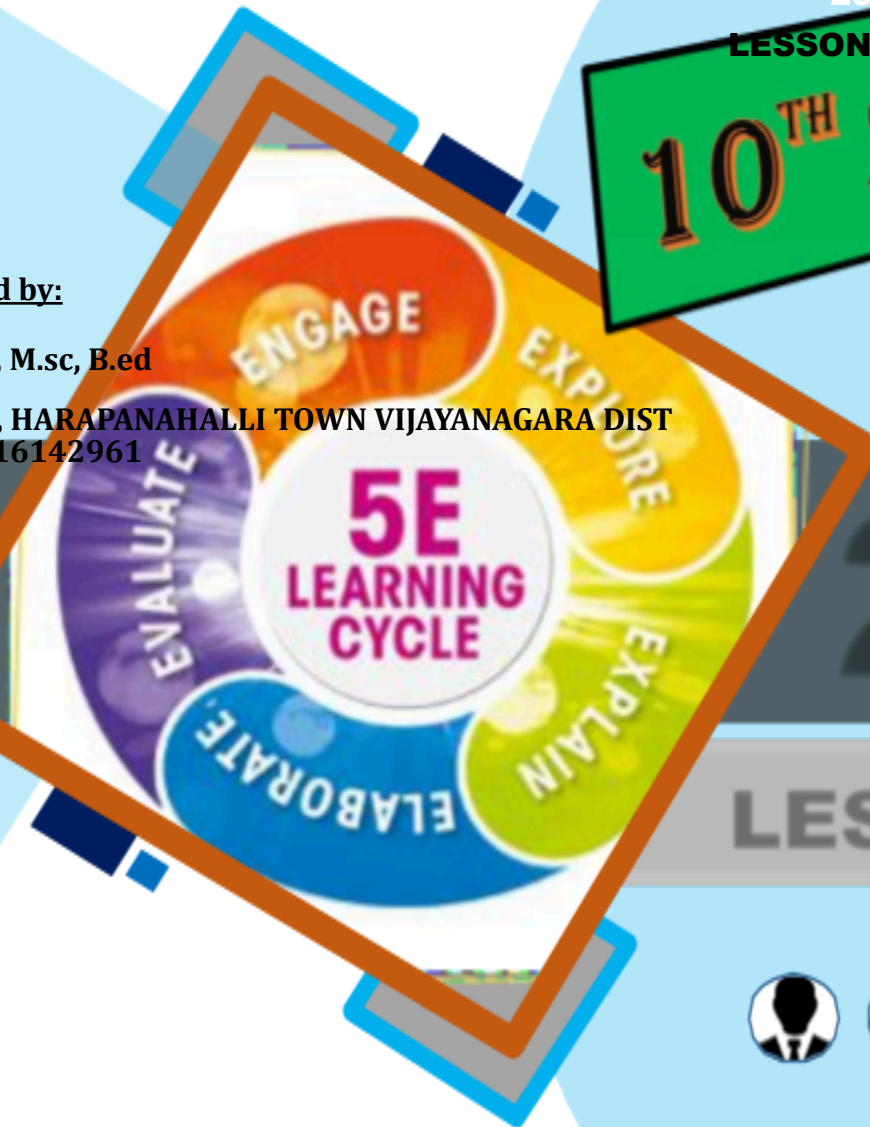 LESSON
10TH
d by:
, M.sc, B.ed
, HARAPANAHALLI TOWN VIJAYANAGARA DIST
16142961
ENGAGE
EXPLORE
EXPLAIN
ELABORATE
EVALUATE
5E
LEARNING
CYCLE
LES